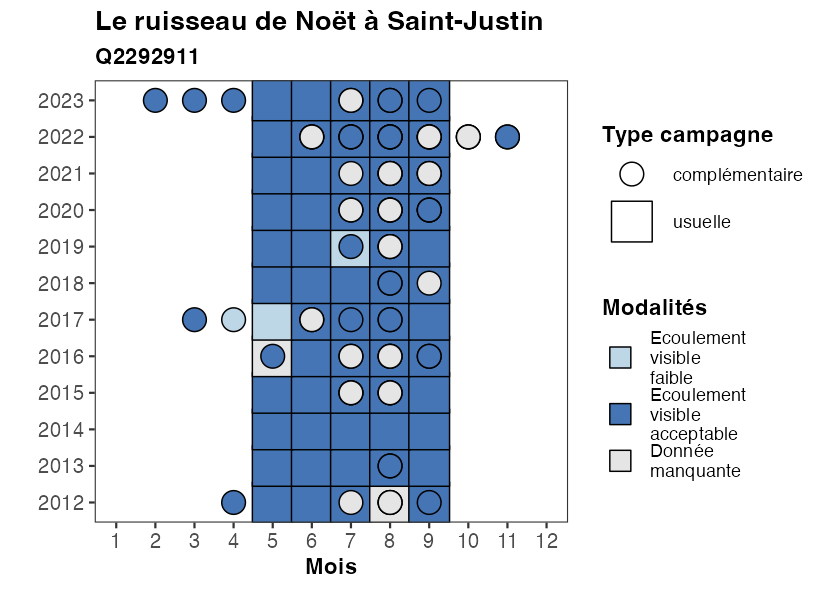 Le ruisseau de Noët à Saint-Justin
Q2292911
2023
2022
2021
2020
2019
2018
2017
2016
2015
2014
2013
2012
1 2 3 4 5 6 7 8 9 10 11 12
Mois
Type campagne
complémentaire
usuelle
Modalités
Ecoulement
visible
faible
Ecoulement
visible
acceptable
Donnée
manquante